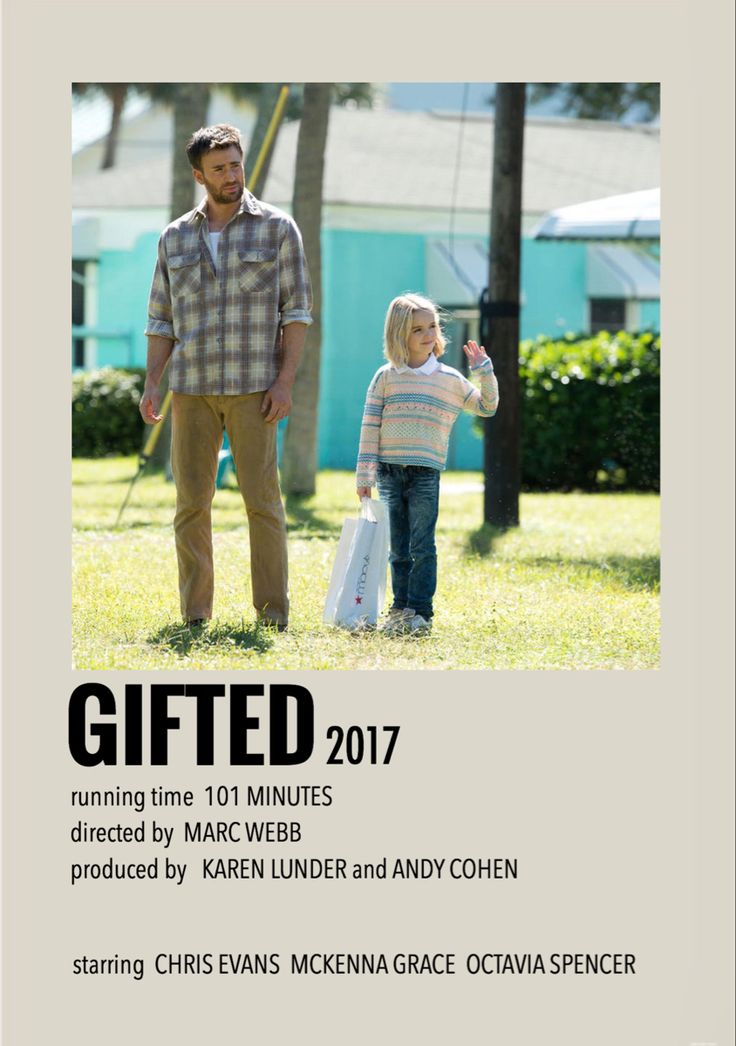 macys
GIFTED 2017
running time 101 MINUTES
directed by MARC WEBB
produced by KAREN LUNDER and ANDY COHEN
starring CHRIS EVANS MCKENNA GRACE OCTAVIA SPENCER